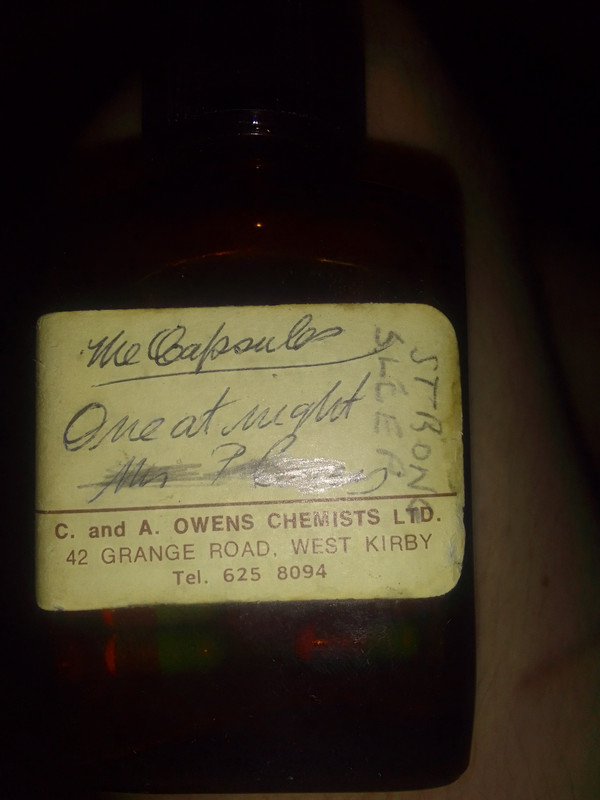 The Capsules
One at night
Mr P
C. and A. OWENS CHEMISTS LTD.
42 GRANGE ROAD, WEST KIRBY
Tel. 625 8094
STRONG
SLEEP